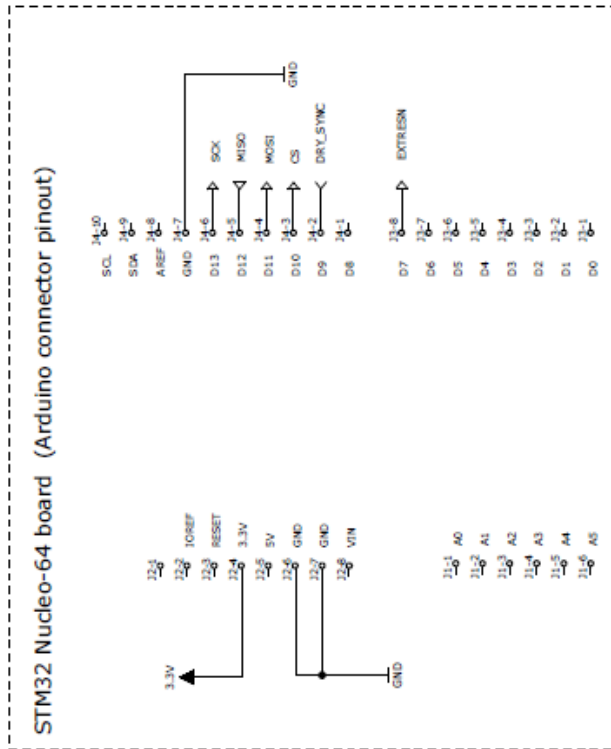 STM32 Nucleo-64 board (Arduino connector pinout)
3.3V
GND
J2-1
J2-2 IOREF
J2-3 RESET
J2-4 3.3V
J2-5 5V
J2-6 GND
J2-7 GND
J2-8 VIN
J1-1 A0
J1-2 A1
J1-3 A2
J1-4 A3
J1-5 A4
J1-6 A5
SCL J4-10
SDA J4-9
AREF J4-8
GND J4-7
GND
D13 J4-6 SCK
D12 J4-5 MISO
D11 J4-4 MOSI
D10 J4-3 CS
D9 J4-2 DRY_SYNC
D8 J4-1
D7 J3-8 EXTRESN
D6 J3-7
D5 J3-6
D4 J3-5
D3 J3-4
D2 J3-3
D1 J3-2
D0 J3-1